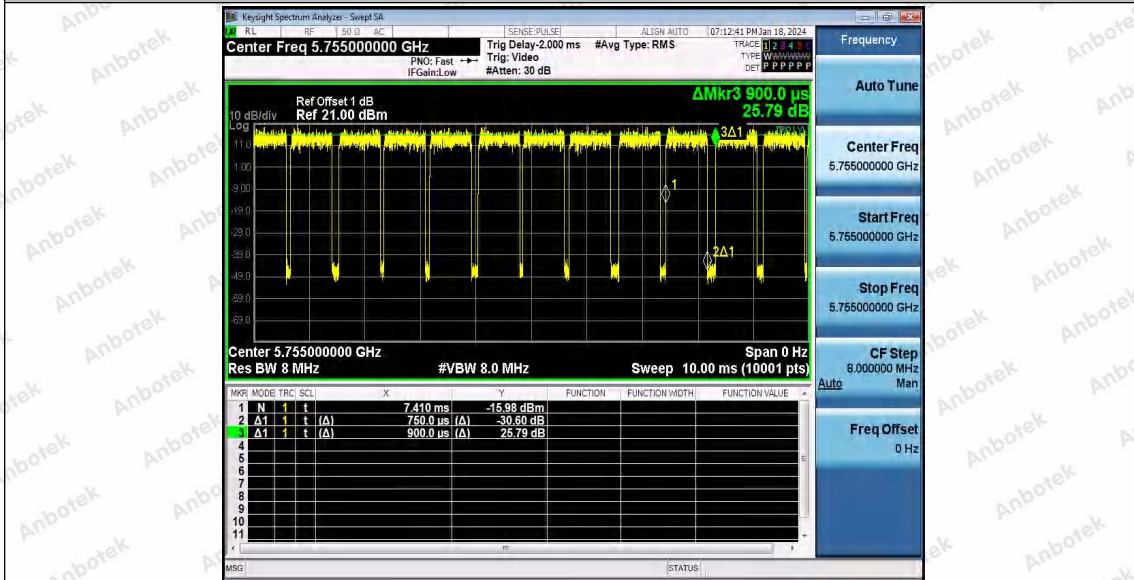 Keysight Spectrum Analyzer - Swept SA
RL RF 50 Ω AC SENSE:PULSE ALIGN AUTO 07:12:41 PM Jan 18, 2024
Center Freq 5.755000000 GHz
PNO: Fast
IFGain:Low
Trig Delay-2.000 ms
Trig: Video
#Atten: 30 dB
#Avg Type: RMS
TRACE 1 2 3 4 5 6
TYPE W
DET P P P P P P
Frequency
ΔMkr3 900.0 µs
25.79 dB
Ref Offset 1 dB
10 dB/div Ref 21.00 dBm
Log
11.0
1.00
-9.00
-19.0
-29.0
-39.0
-49.0
-59.0
-69.0
3Δ1
1
2Δ1
Center 5.755000000 GHz Span 0 Hz
Res BW 8 MHz #VBW 8.0 MHz Sweep 10.00 ms (10001 pts)
MKR MODE TRC SCL X Y FUNCTION FUNCTION WIDTH FUNCTION VALUE
1 N 1 t 7.410 ms -15.98 dBm
2 Δ1 1 t (Δ) 750.0 µs (Δ) -30.60 dB
3 Δ1 1 t (Δ) 900.0 µs (Δ) 25.79 dB
4
5
6
7
8
9
10
11
MSG STATUS
Auto Tune
Center Freq
5.755000000 GHz
Start Freq
5.755000000 GHz
Stop Freq
5.755000000 GHz
CF Step
8.000000 MHz
Auto Man
Freq Offset
0 Hz
Anbotek